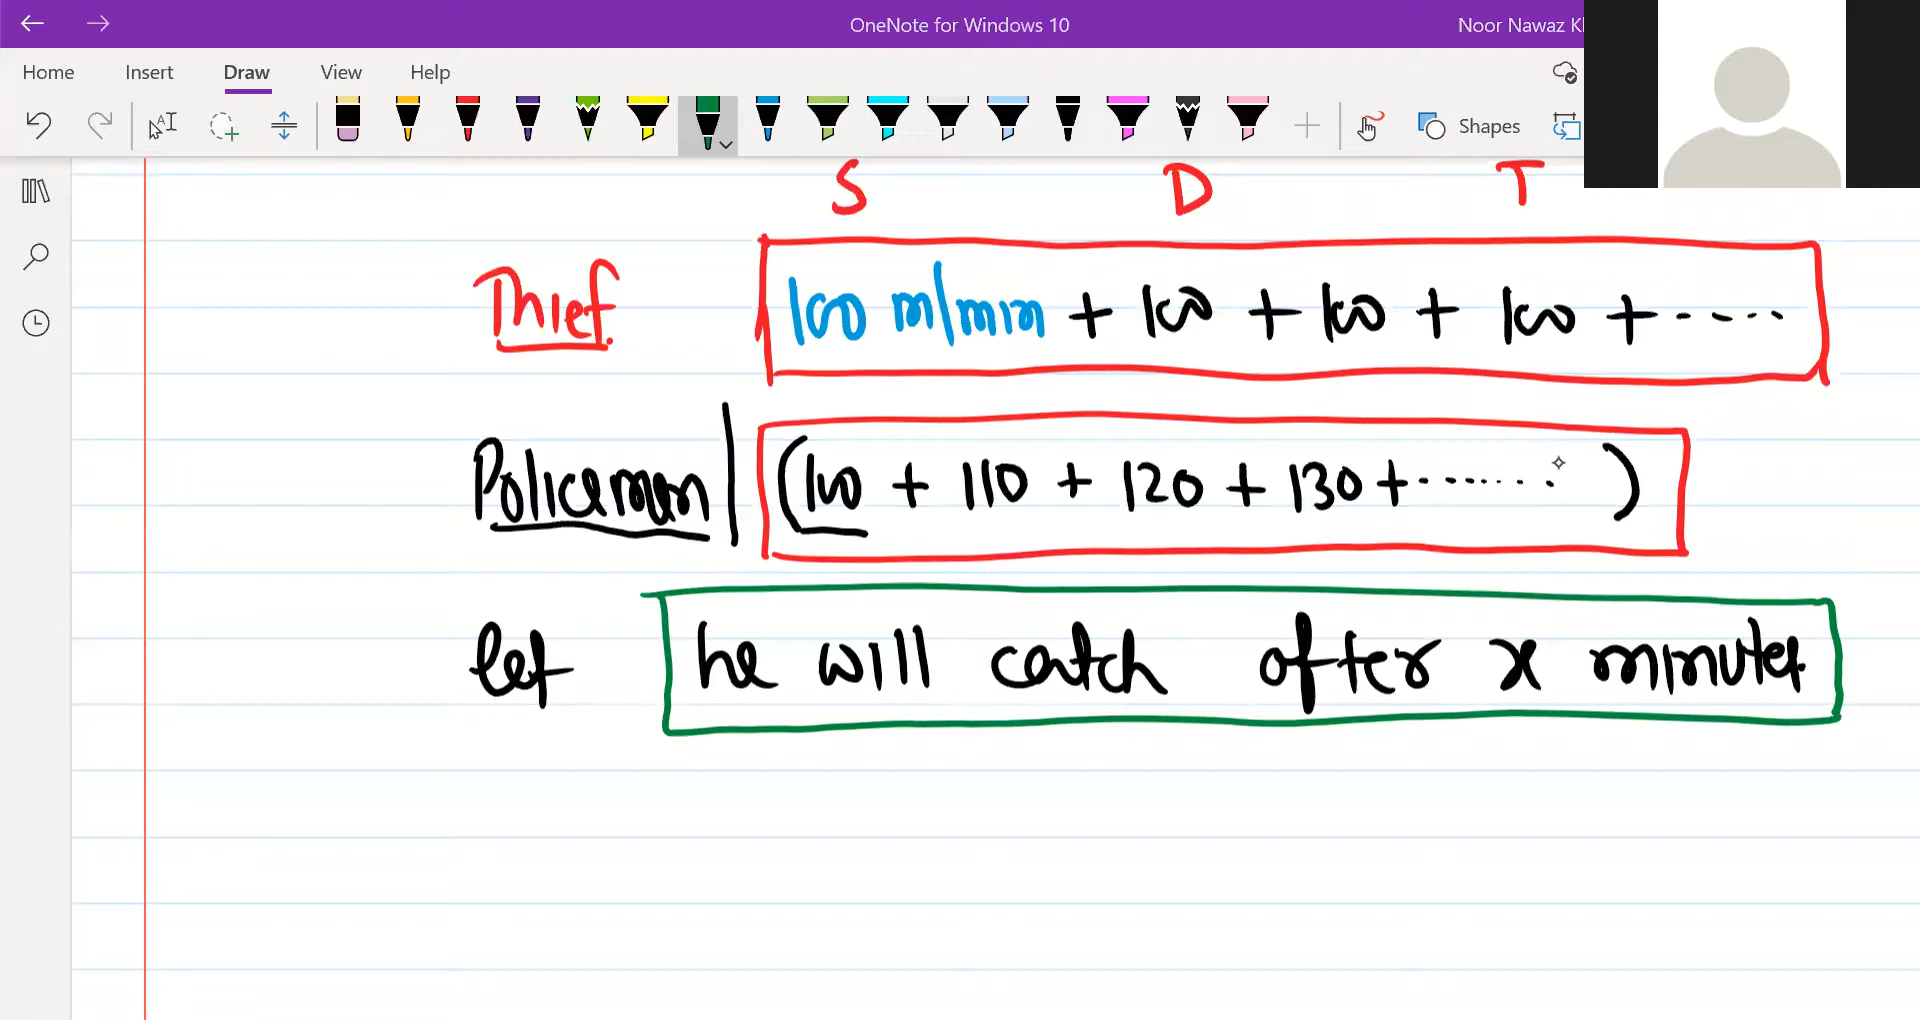 OneNote for Windows 10
Noor Nawaz
Home Insert Draw View Help
Shapes
S D T
Thief 100 m/min + 100 + 100 + 100 + .....
Policeman (100 + 110 + 120 + 130 + ....... )
let he will catch after x minutes